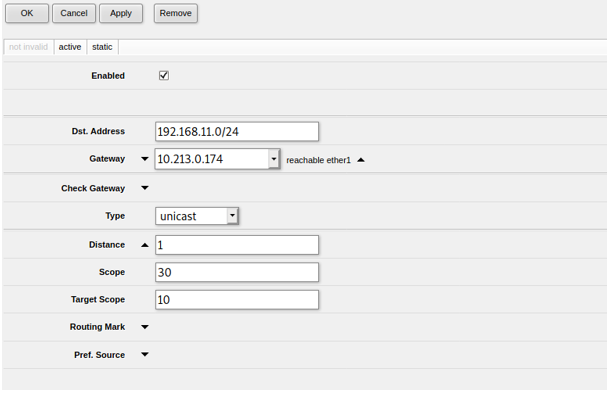 OK Cancel Apply Remove
not invalid active static
Enabled
Dst. Address 192.168.11.0/24
Gateway 10.213.0.174 reachable ether1
Check Gateway
Type unicast
Distance 1
Scope 30
Target Scope 10
Routing Mark
Pref. Source